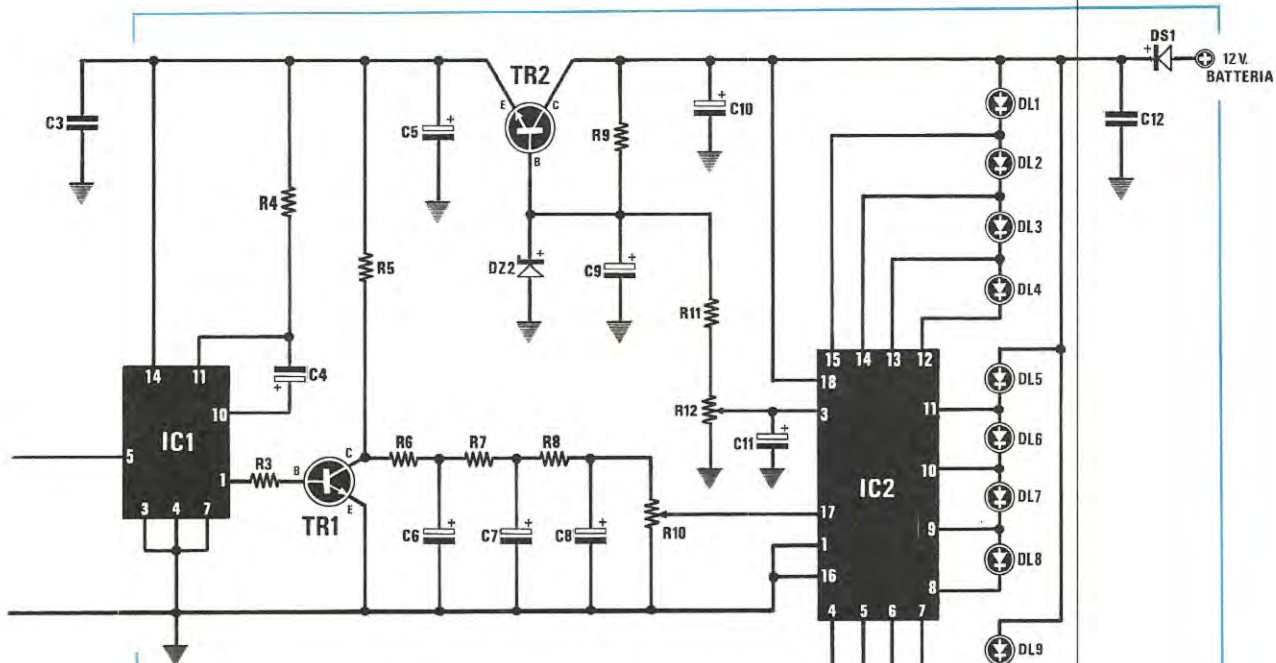 DS1
12 V.
BATTERIA
TR2
E
C
B
C3
C5
R9
C10
DL1
C12
DL2
R4
DL3
R5
DZ2
C9
DL4
R11
15
14
13
12
14
11
C4
18
DL5
10
R12
3
11
IC1
C11
DL6
5
R6
R7
R8
1
R3
B
C
E
TR1
10
IC2
DL7
3
4
7
C6
C7
C8
R10
17
9
1
DL8
16
8
4
5
6
7
DL9